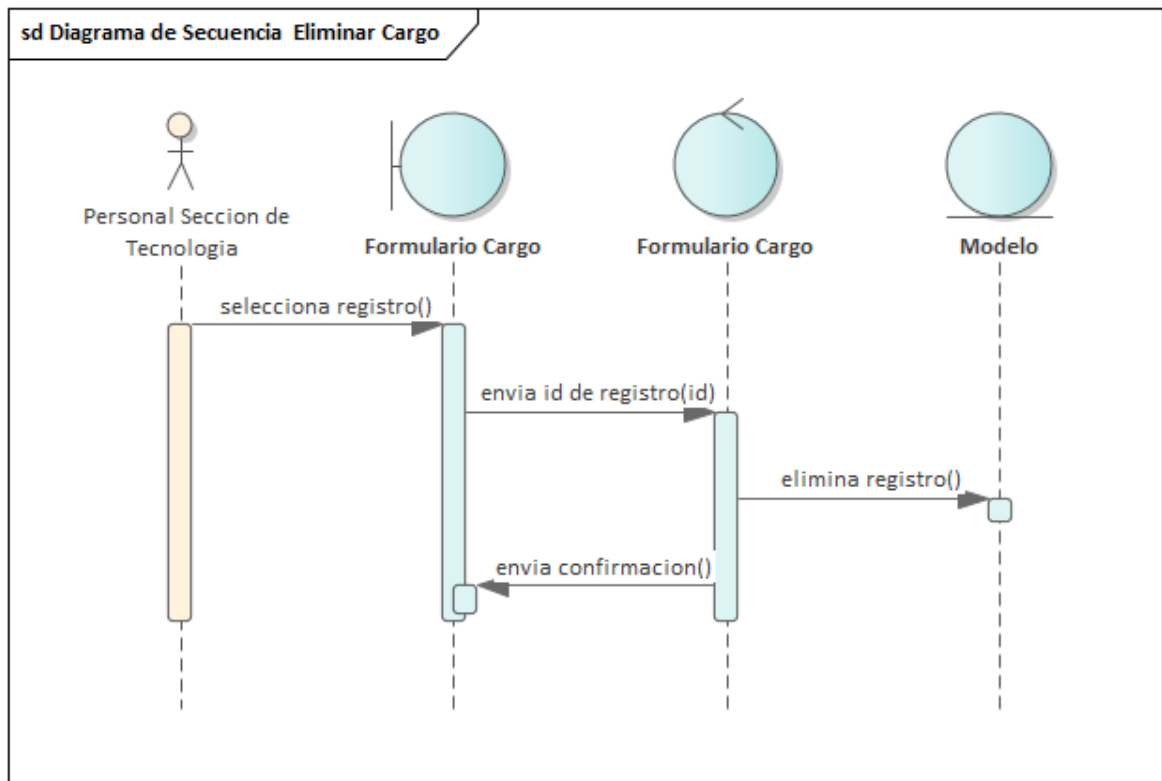 sd Diagrama de Secuencia  Eliminar Cargo
Personal Seccion de
Tecnologia
Formulario Cargo
Formulario Cargo
Modelo
selecciona registro()
envia id de registro(id)
elimina registro()
envia confirmacion()